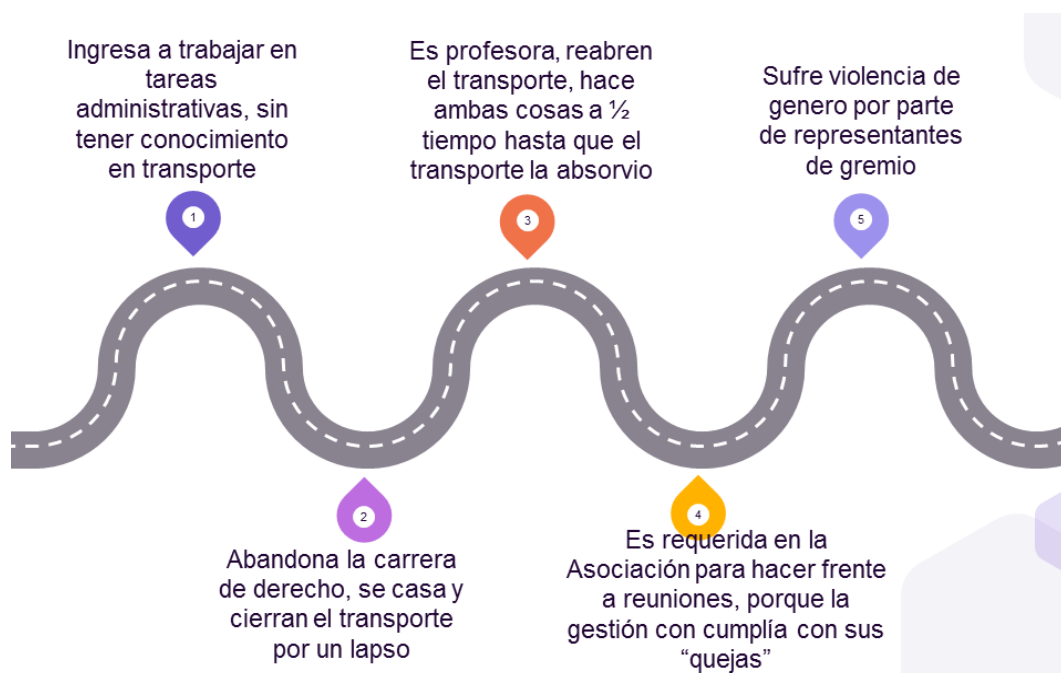 Ingresa a trabajar en
tareas
administrativas, sin
tener conocimiento
en transporte
1
Abandona la carrera
de derecho, se casa y
cierran el transporte
por un lapso
2
Es profesora, reabren
el transporte, hace
ambas cosas a ½
tiempo hasta que el
transporte la absorvio
3
Es requerida en la
Asociación para hacer frente
a reuniones, porque la
gestión con cumplía con sus
“quejas”
4
Sufre violencia de
genero por parte
de representantes
de gremio
5